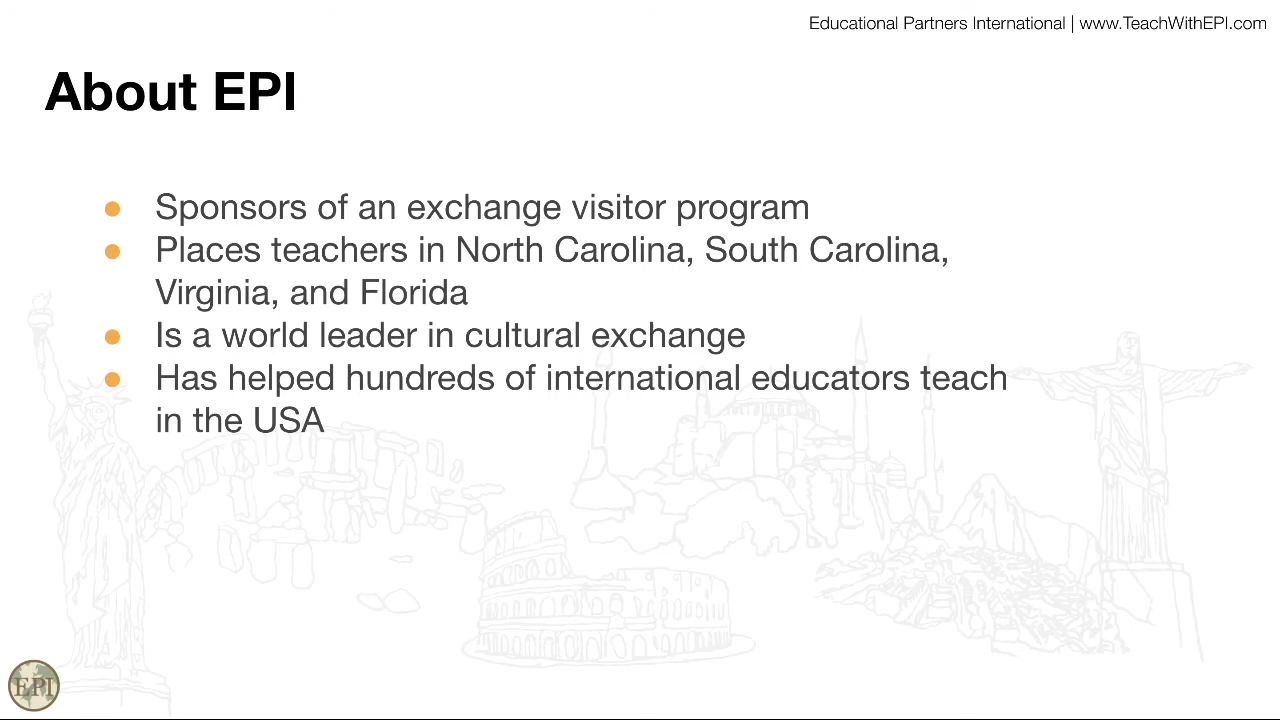 Educational Partners International | www.TeachWithEPI.com
About EPI
● Sponsors of an exchange visitor program
● Places teachers in North Carolina, South Carolina,
Virginia, and Florida
● Is a world leader in cultural exchange
● Has helped hundreds of international educators teach
in the USA
EPI